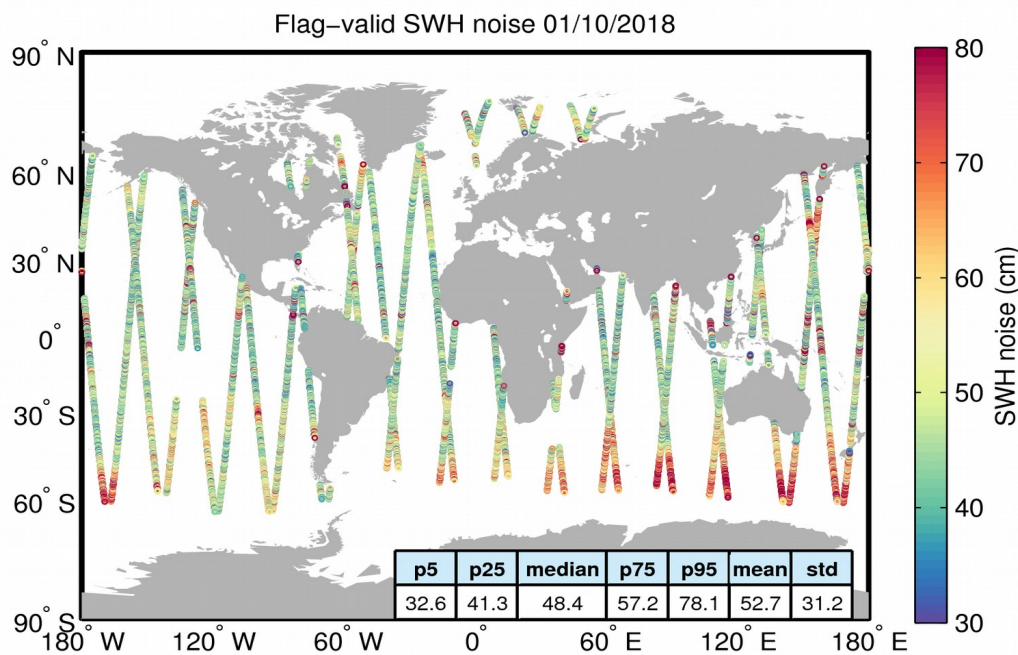 Flag−valid SWH noise 01/10/2018
90° N
60° N
30° N
0°
30° S
60° S
90° S
180° W
120° W
60° W
0°
60° E
120° E
180° E
p5 p25 median p75 p95 mean std
32.6 41.3 48.4 57.2 78.1 52.7 31.2
80
70
60
50
40
30
SWH noise (cm)